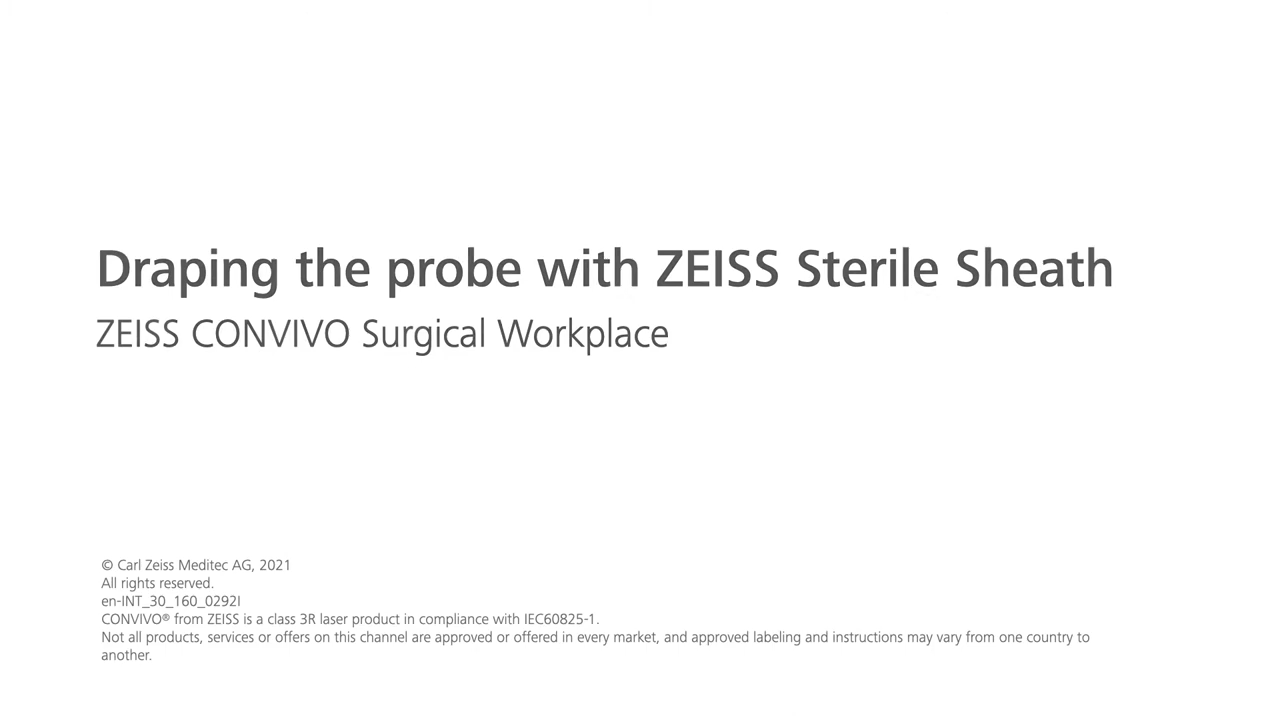 Draping the probe with ZEISS Sterile Sheath
ZEISS CONVIVO Surgical Workplace
© Carl Zeiss Meditec AG, 2021
All rights reserved.
en-INT_30_160_0292I
CONVIVO® from ZEISS is a class 3R laser product in compliance with IEC60825-1.
Not all products, services or offers on this channel are approved or offered in every market, and approved labeling and instructions may vary from one country to
another.